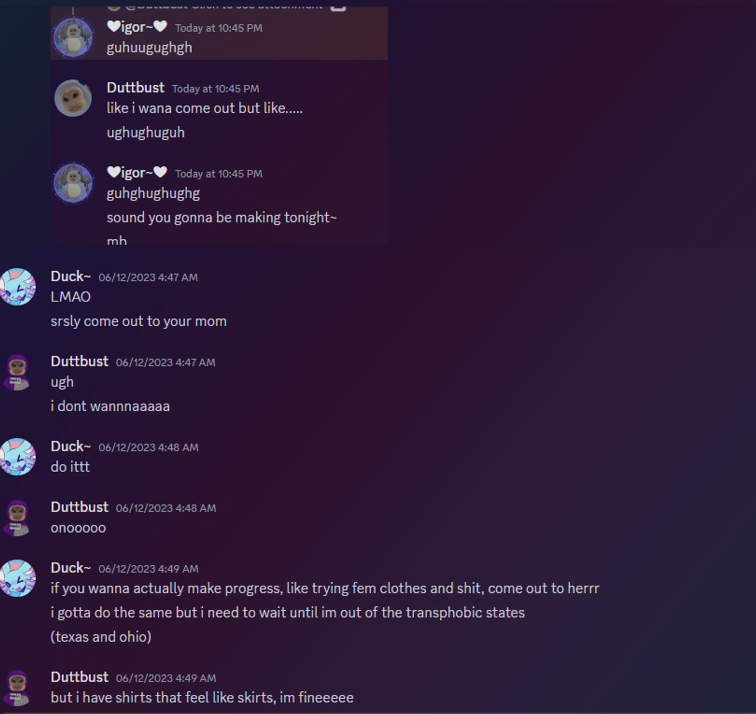 @Duttbust Click to see attachment
🤍igor~🤍 Today at 10:45 PM
guhuugughgh
Duttbust Today at 10:45 PM
like i wana come out but like.....
ughughuguh
🤍igor~🤍 Today at 10:45 PM
guhghughughg
sound you gonna be making tonight~
mh
Duck~ 06/12/2023 4:47 AM
LMAO
srsly come out to your mom
Duttbust 06/12/2023 4:47 AM
ugh
i dont wannnaaaaa
Duck~ 06/12/2023 4:48 AM
do ittt
Duttbust 06/12/2023 4:48 AM
onooooo
Duck~ 06/12/2023 4:49 AM
if you wanna actually make progress, like trying fem clothes and shit, come out to herrr
i gotta do the same but i need to wait until im out of the transphobic states
(texas and ohio)
Duttbust 06/12/2023 4:49 AM
but i have shirts that feel like skirts, im fineeeee